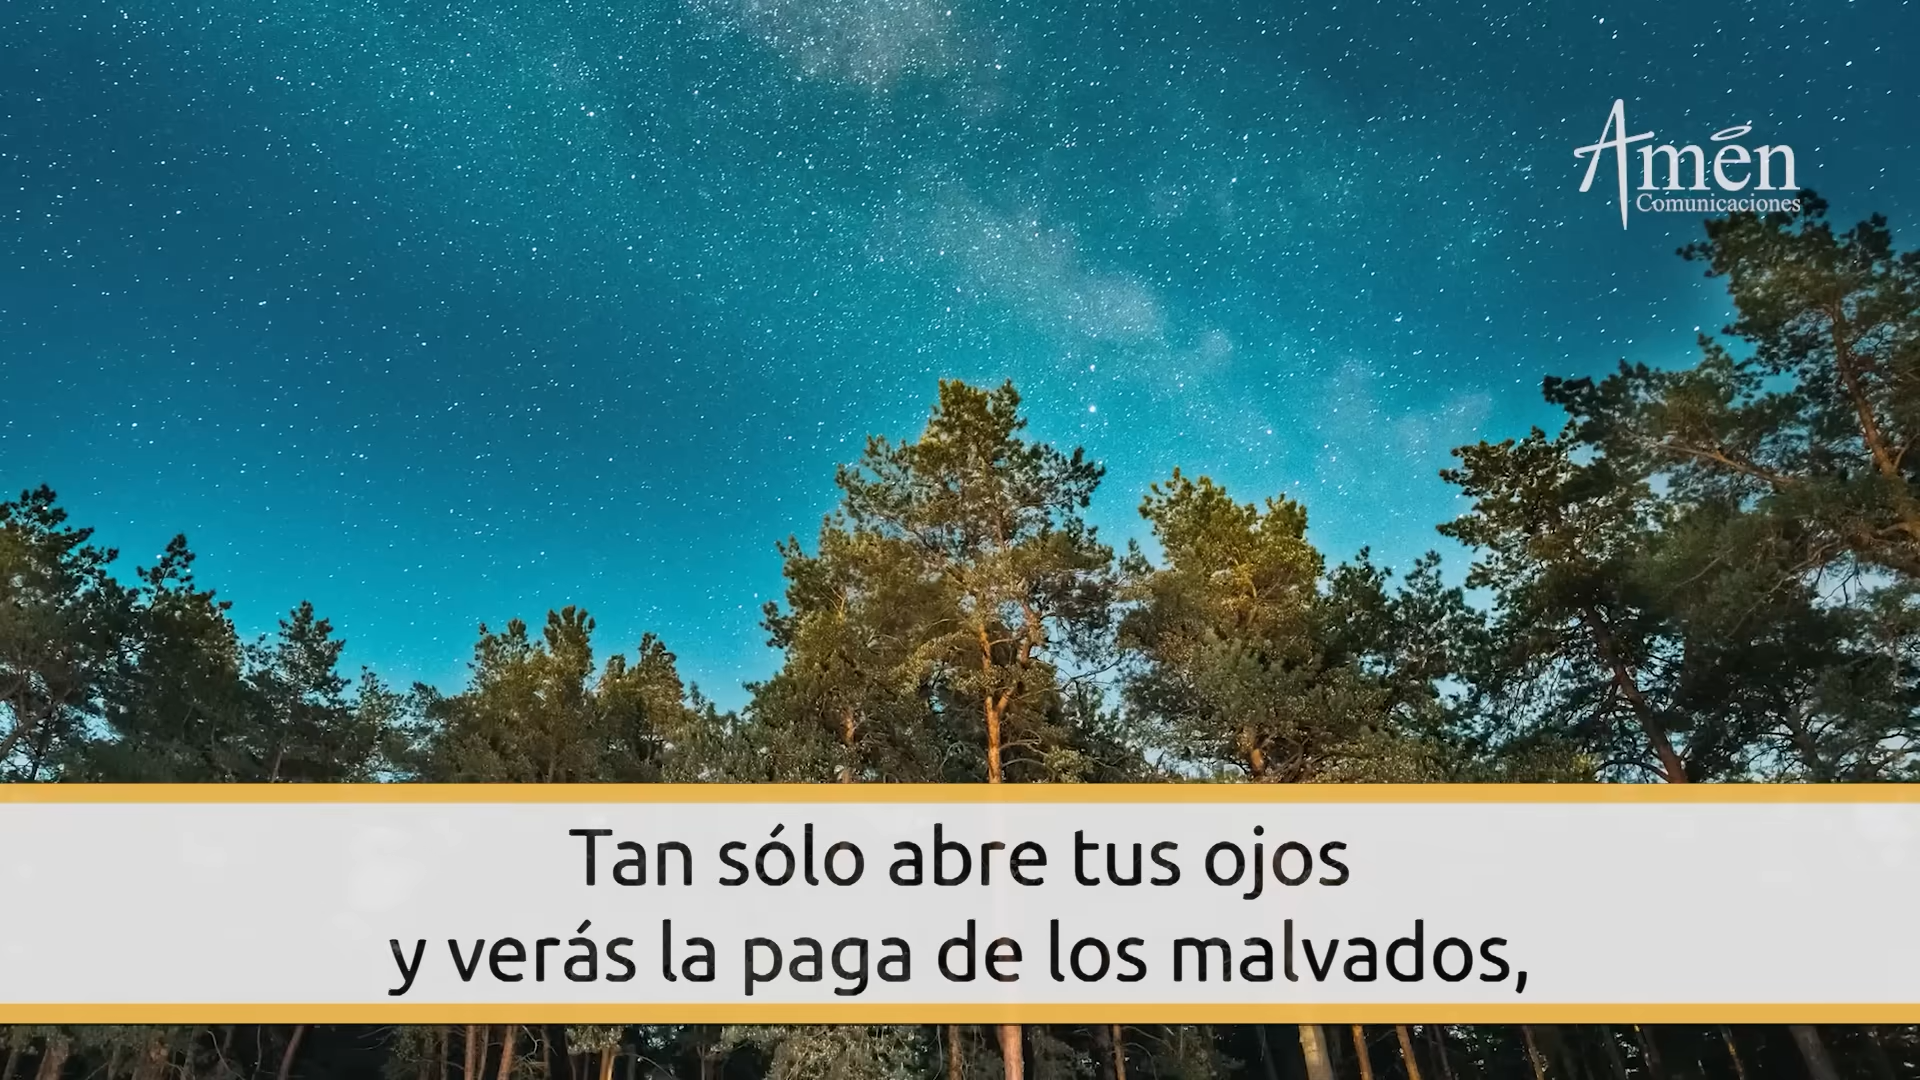 Amén
Comunicaciones
Tan sólo abre tus ojos
y verás la paga de los malvados,